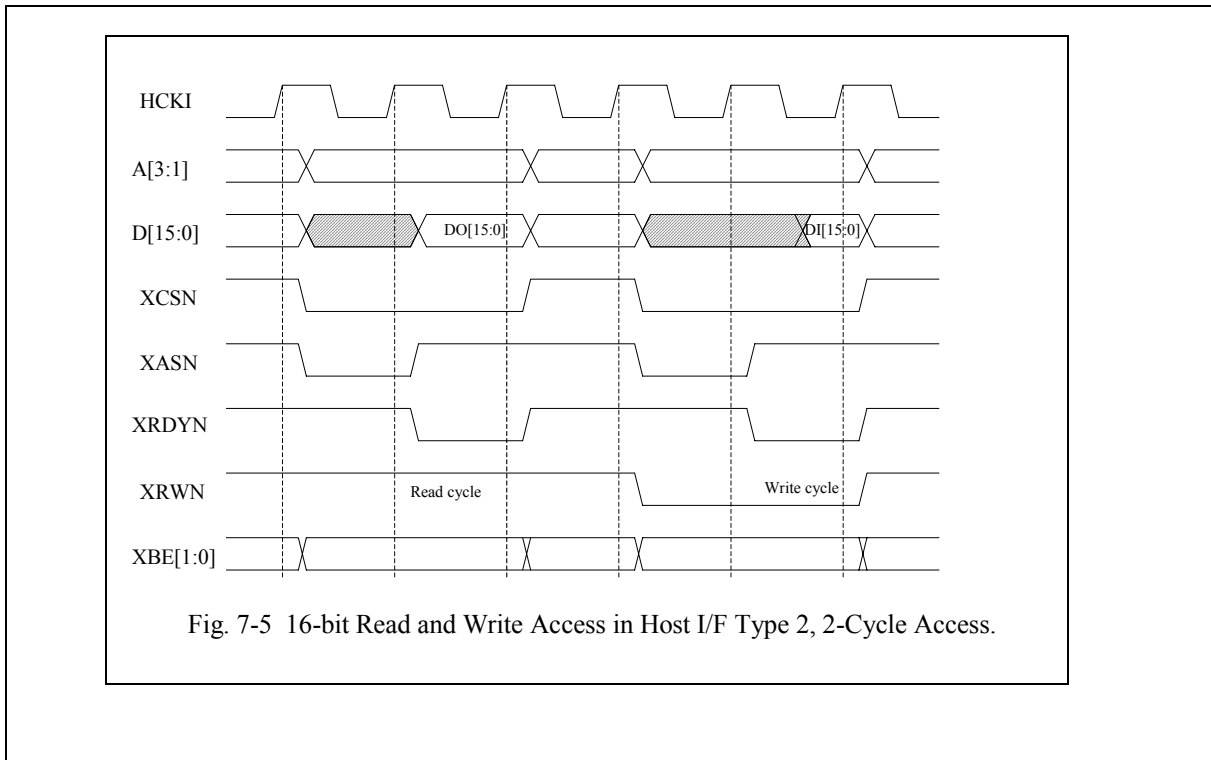 HCKI
A[3:1]
D[15:0]
DO[15:0]
DI[15:0]
XCSN
XASN
XRDYN
XRWN
Read cycle
Write cycle
XBE[1:0]
Fig. 7-5 16-bit Read and Write Access in Host I/F Type 2, 2-Cycle Access.